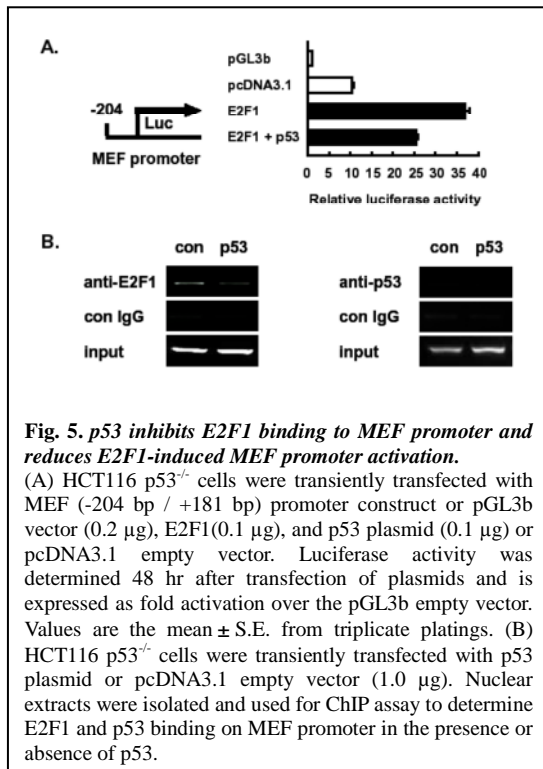 A.
pGL3b
pcDNA3.1
-204
Luc
E2F1
E2F1 + p53
MEF promoter
0 5 10 15 20 25 30 35 40
Relative luciferase activity
B.
con p53
anti-E2F1
con IgG
input
con p53
anti-p53
con IgG
input
Fig. 5. p53 inhibits E2F1 binding to MEF promoter and
reduces E2F1-induced MEF promoter activation.
(A) HCT116 p53-/- cells were transiently transfected with
MEF (-204 bp / +181 bp) promoter construct or pGL3b
vector (0.2 µg), E2F1(0.1 µg), and p53 plasmid (0.1 µg) or
pcDNA3.1 empty vector. Luciferase activity was
determined 48 hr after transfection of plasmids and is
expressed as fold activation over the pGL3b empty vector.
Values are the mean ± S.E. from triplicate platings. (B)
HCT116 p53-/- cells were transiently transfected with p53
plasmid or pcDNA3.1 empty vector (1.0 µg). Nuclear
extracts were isolated and used for ChIP assay to determine
E2F1 and p53 binding on MEF promoter in the presence or
absence of p53.